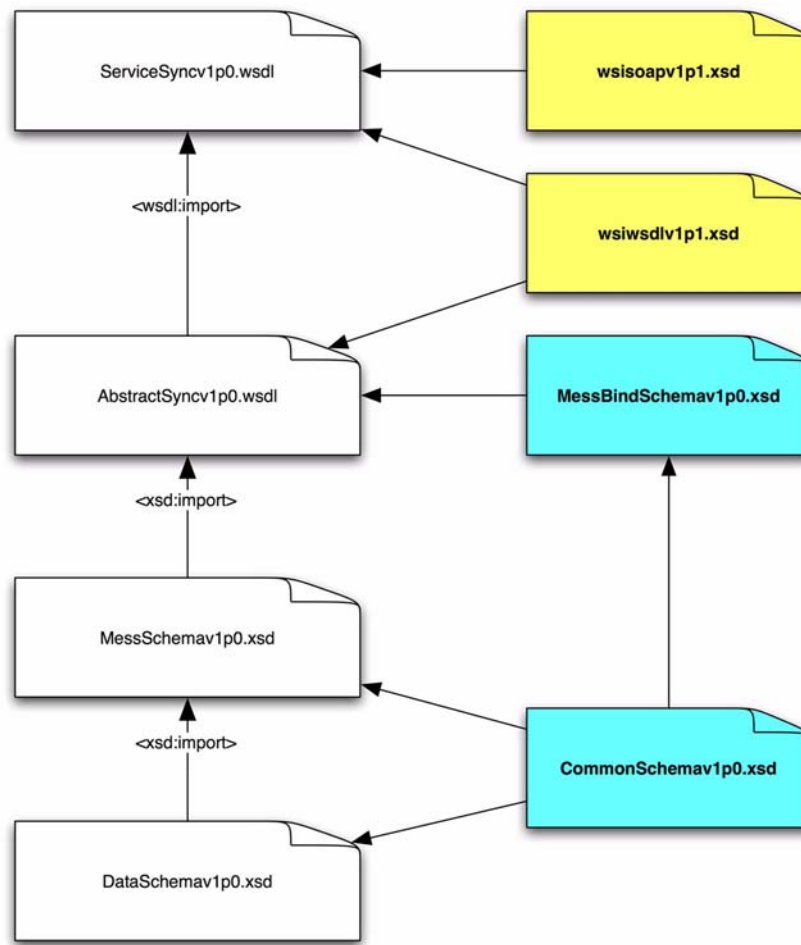 ServiceSyncv1p0.wsdl
wsisoapv1p1.xsd
<wsdl:import>
wsiwsdlv1p1.xsd
AbstractSyncv1p0.wsdl
MessBindSchemav1p0.xsd
<xsd:import>
MessSchemav1p0.xsd
<xsd:import>
CommonSchemav1p0.xsd
DataSchemav1p0.xsd